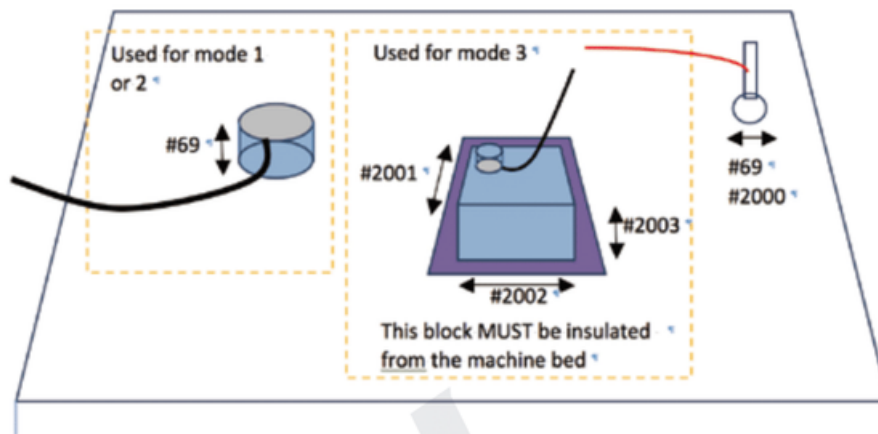 Used for mode 1
or 2
#69
Used for mode 3
#2001
#2003
#2002
This block MUST be insulated
from the machine bed
#69
#2000